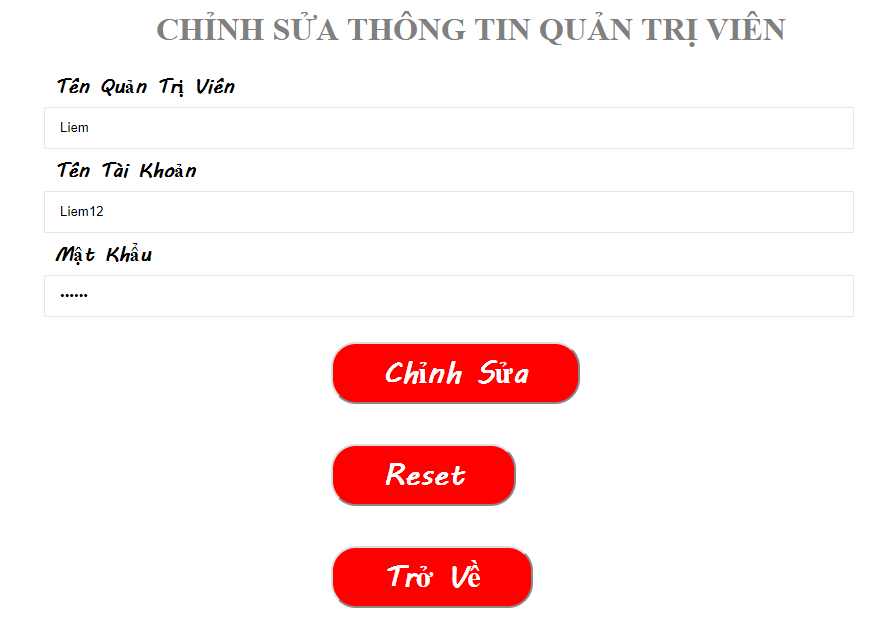 CHỈNH SỬA THÔNG TIN QUẢN TRỊ VIÊN
Tên Quản Trị Viên
Liem
Tên Tài Khoản
Liem12
Mật Khẩu
••••••
Chỉnh Sửa
Reset
Trở Về